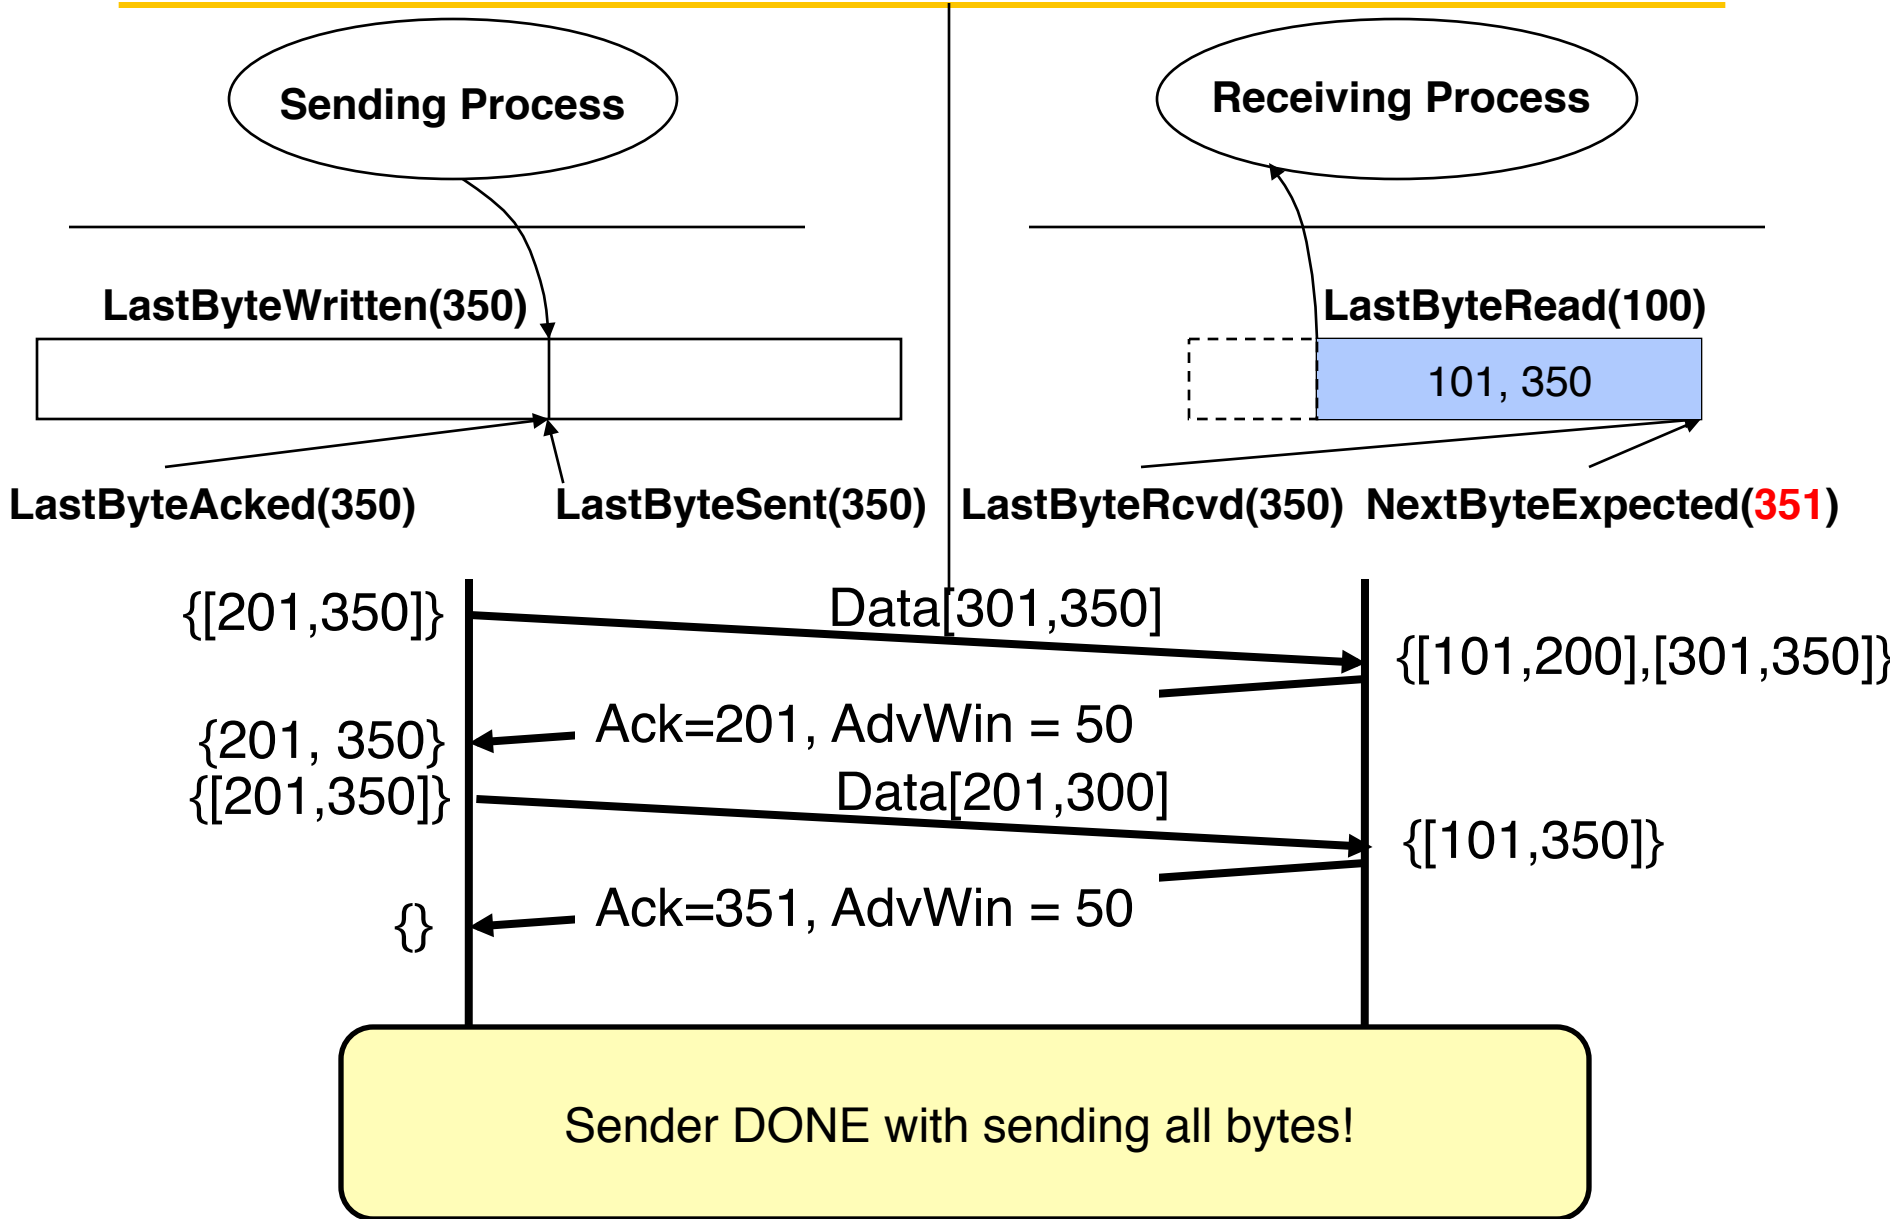 Sending Process
Receiving Process
LastByteWritten(350)
LastByteRead(100)
101, 350
LastByteAcked(350)
LastByteSent(350)
LastByteRcvd(350)
NextByteExpected(351)
{[201,350]}
Data[301,350]
{[101,200],[301,350]}
Ack=201, AdvWin = 50
{201, 350}
{[201,350]}
Data[201,300]
{[101,350]}
Ack=351, AdvWin = 50
{}
Sender DONE with sending all bytes!